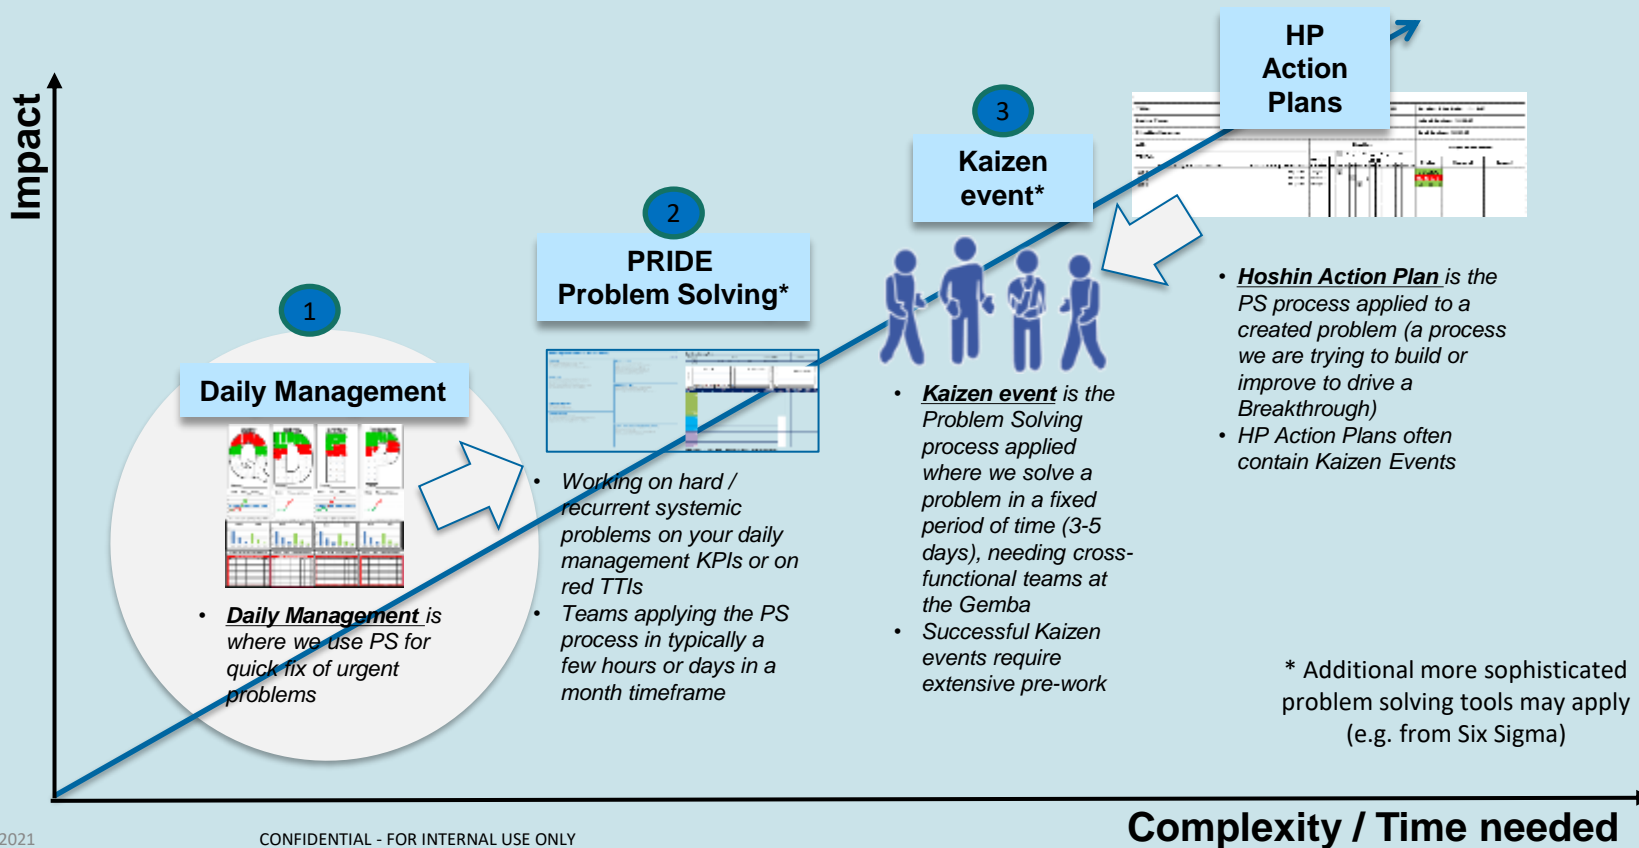 Impact
1
Daily Management
Q D I P
• Daily Management is
where we use PS for
quick fix of urgent
problems
2
PRIDE
Problem Solving*
• Working on hard /
recurrent systemic
problems on your daily
management KPIs or on
red TTIs
• Teams applying the PS
process in typically a
few hours or days in a
month timeframe
3
Kaizen
event*
• Kaizen event is the
Problem Solving
process applied
where we solve a
problem in a fixed
period of time (3-5
days), needing cross-
functional teams at
the Gemba
• Successful Kaizen
events require
extensive pre-work
HP
Action
Plans
• Hoshin Action Plan is the
PS process applied to a
created problem (a process
we are trying to build or
improve to drive a
Breakthrough)
• HP Action Plans often
contain Kaizen Events
* Additional more sophisticated
problem solving tools may apply
(e.g. from Six Sigma)
Complexity / Time needed
2021
CONFIDENTIAL - FOR INTERNAL USE ONLY